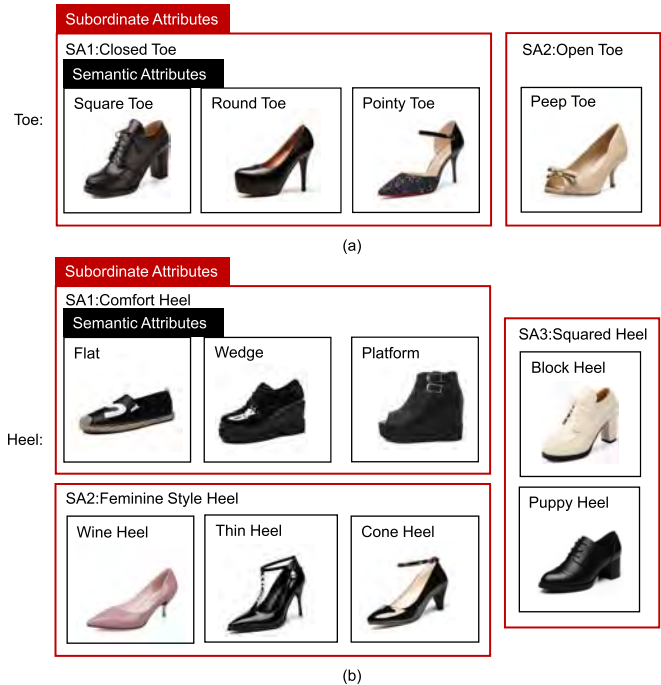 Subordinate Attributes
SA1:Closed Toe
SA2:Open Toe
Semantic Attributes
Square Toe
Round Toe
Pointy Toe
Peep Toe
Toe:
(a)
Subordinate Attributes
SA1:Comfort Heel
Semantic Attributes
SA3:Squared Heel
Flat
Wedge
Platform
Block Heel
Heel:
SA2:Feminine Style Heel
Puppy Heel
Wine Heel
Thin Heel
Cone Heel
(b)